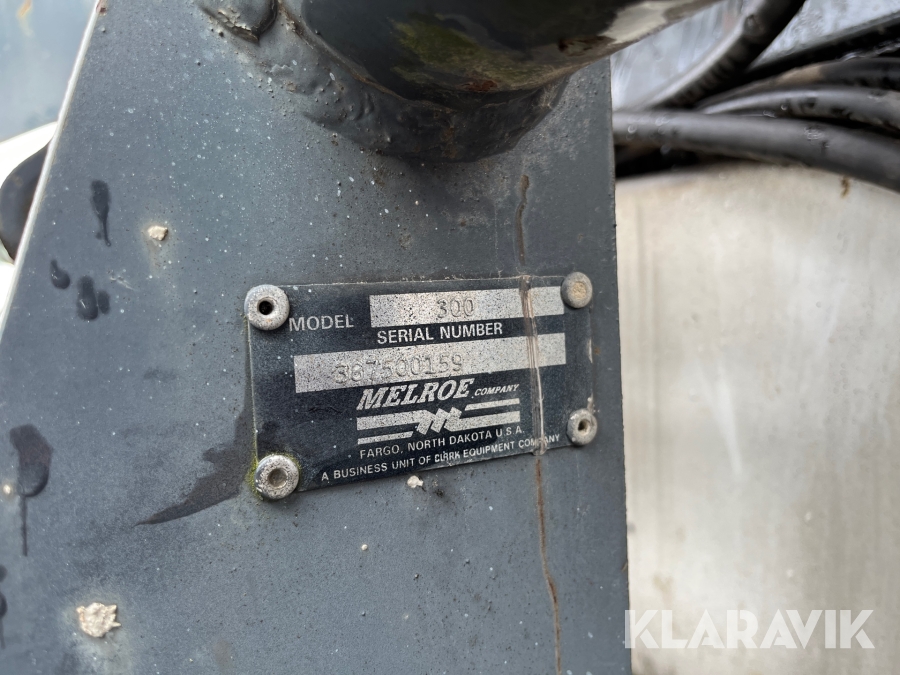 MODEL 300
SERIAL NUMBER
367500159
MELROE COMPANY
FARGO, NORTH DAKOTA U.S.A.
A BUSINESS UNIT OF CLARK EQUIPMENT COMPANY
KLARAVIK